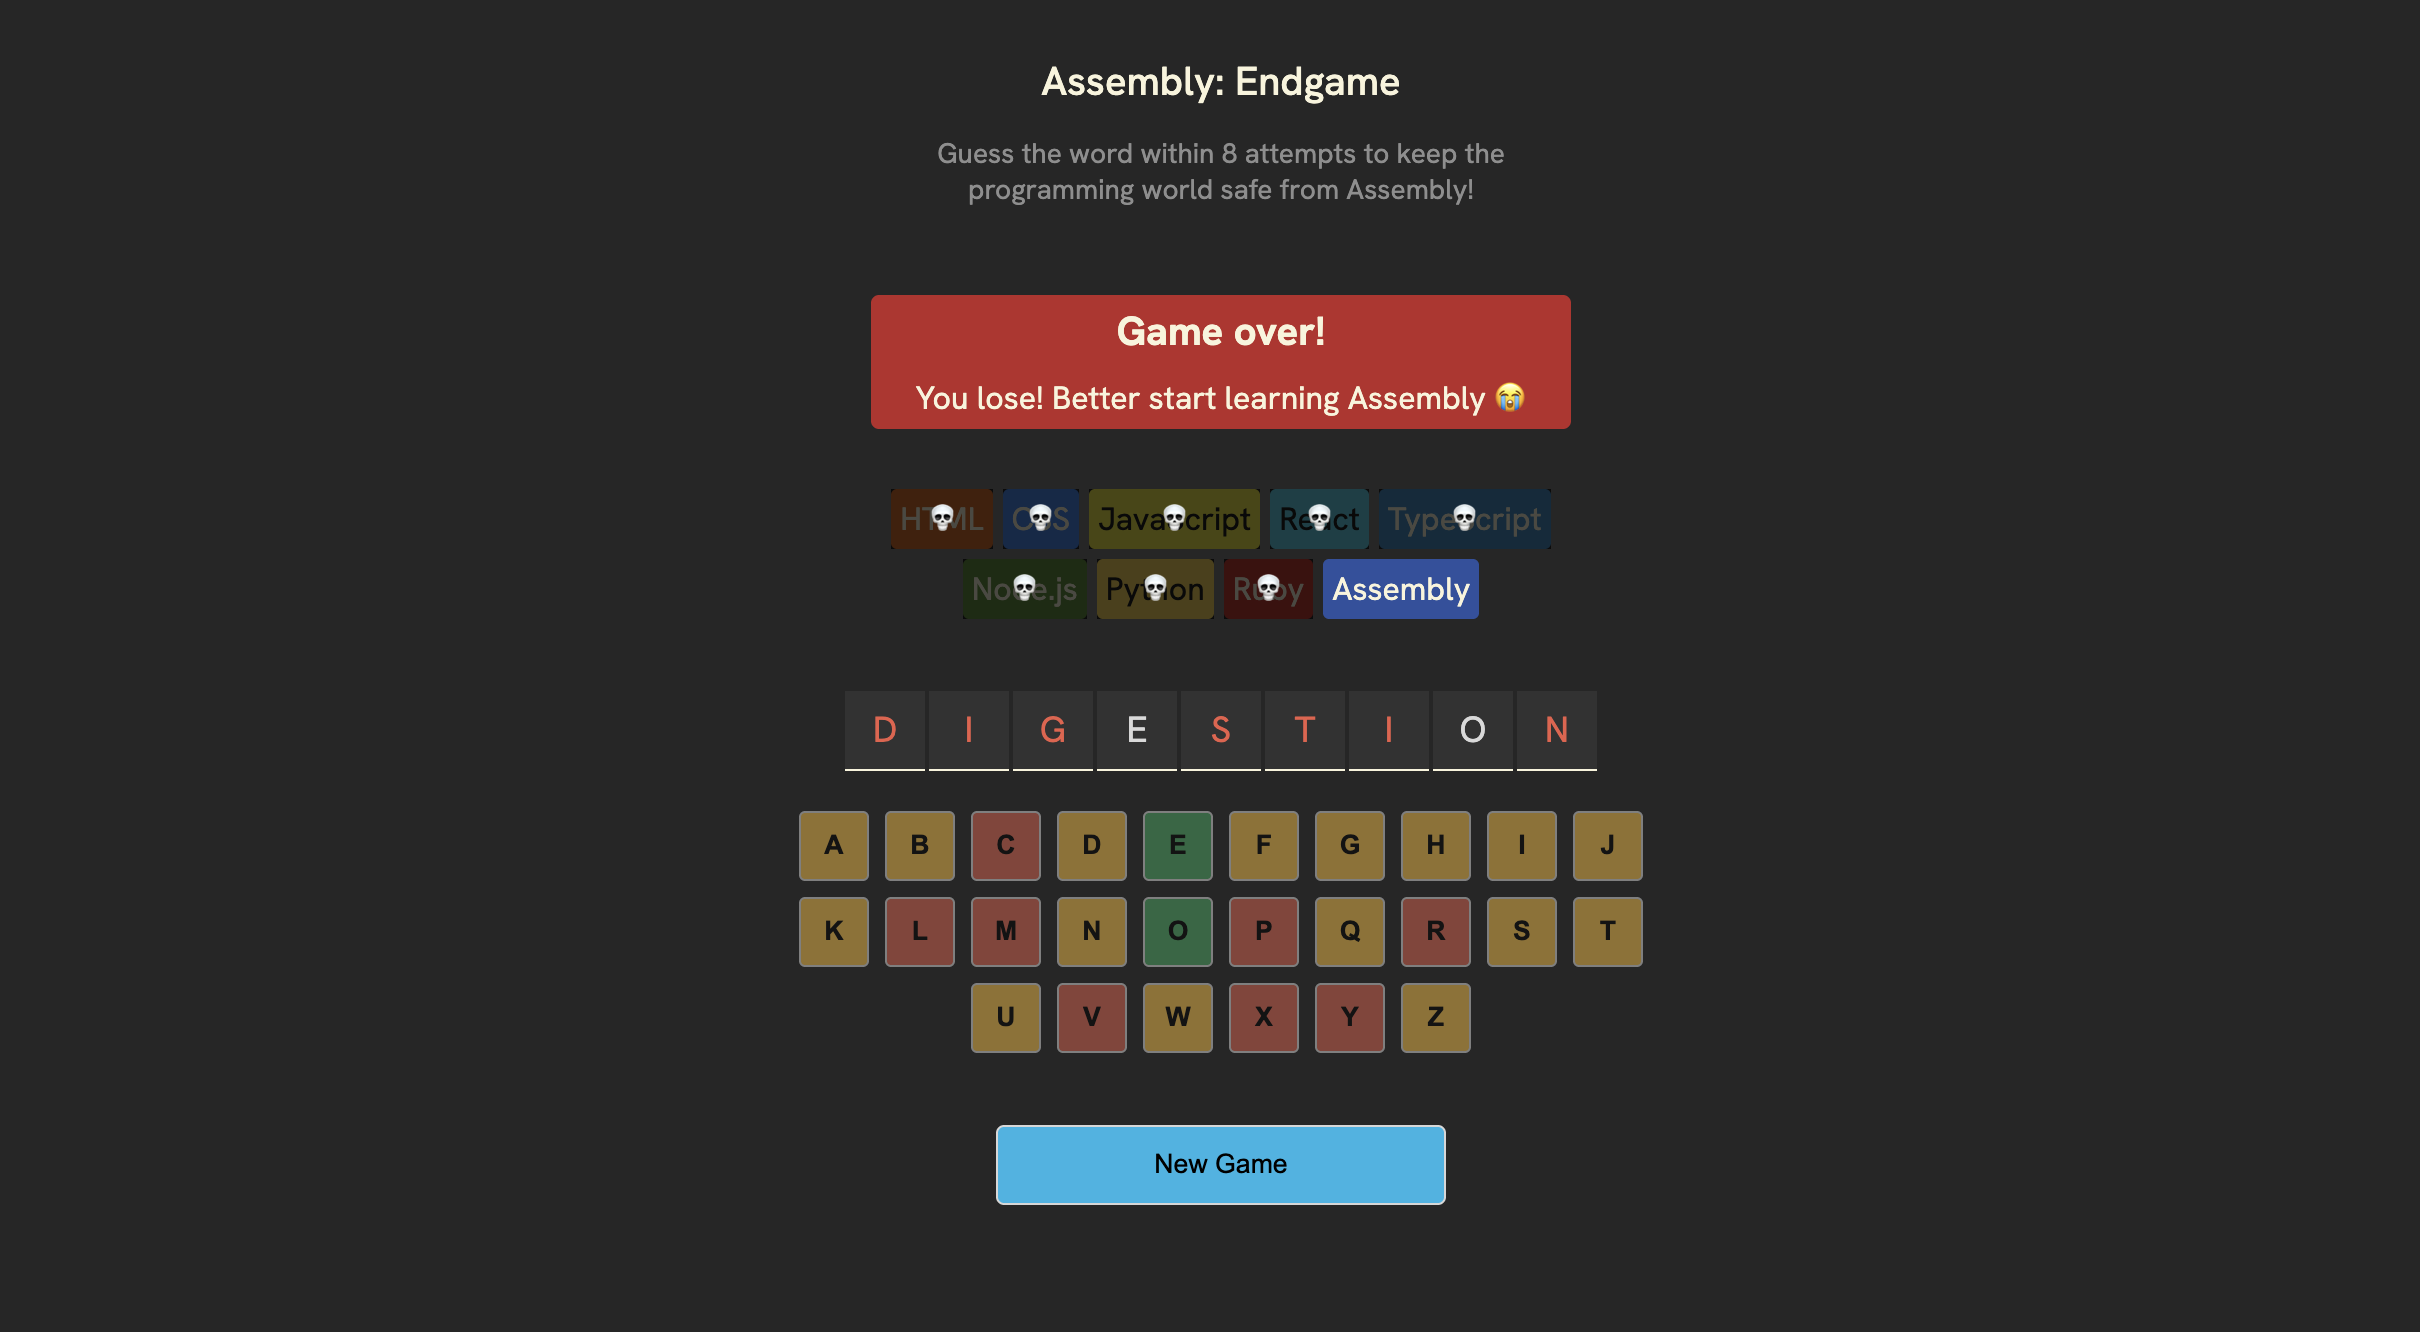 Assembly: Endgame
Guess the word within 8 attempts to keep the
programming world safe from Assembly!
Game over!
You lose! Better start learning Assembly 😭
HTML CSS JavaScript React TypeScript
Node.js Python Ruby Assembly
D I G E S T I O N
A B C D E F G H I J
K L M N O P Q R S T
U V W X Y Z
New Game